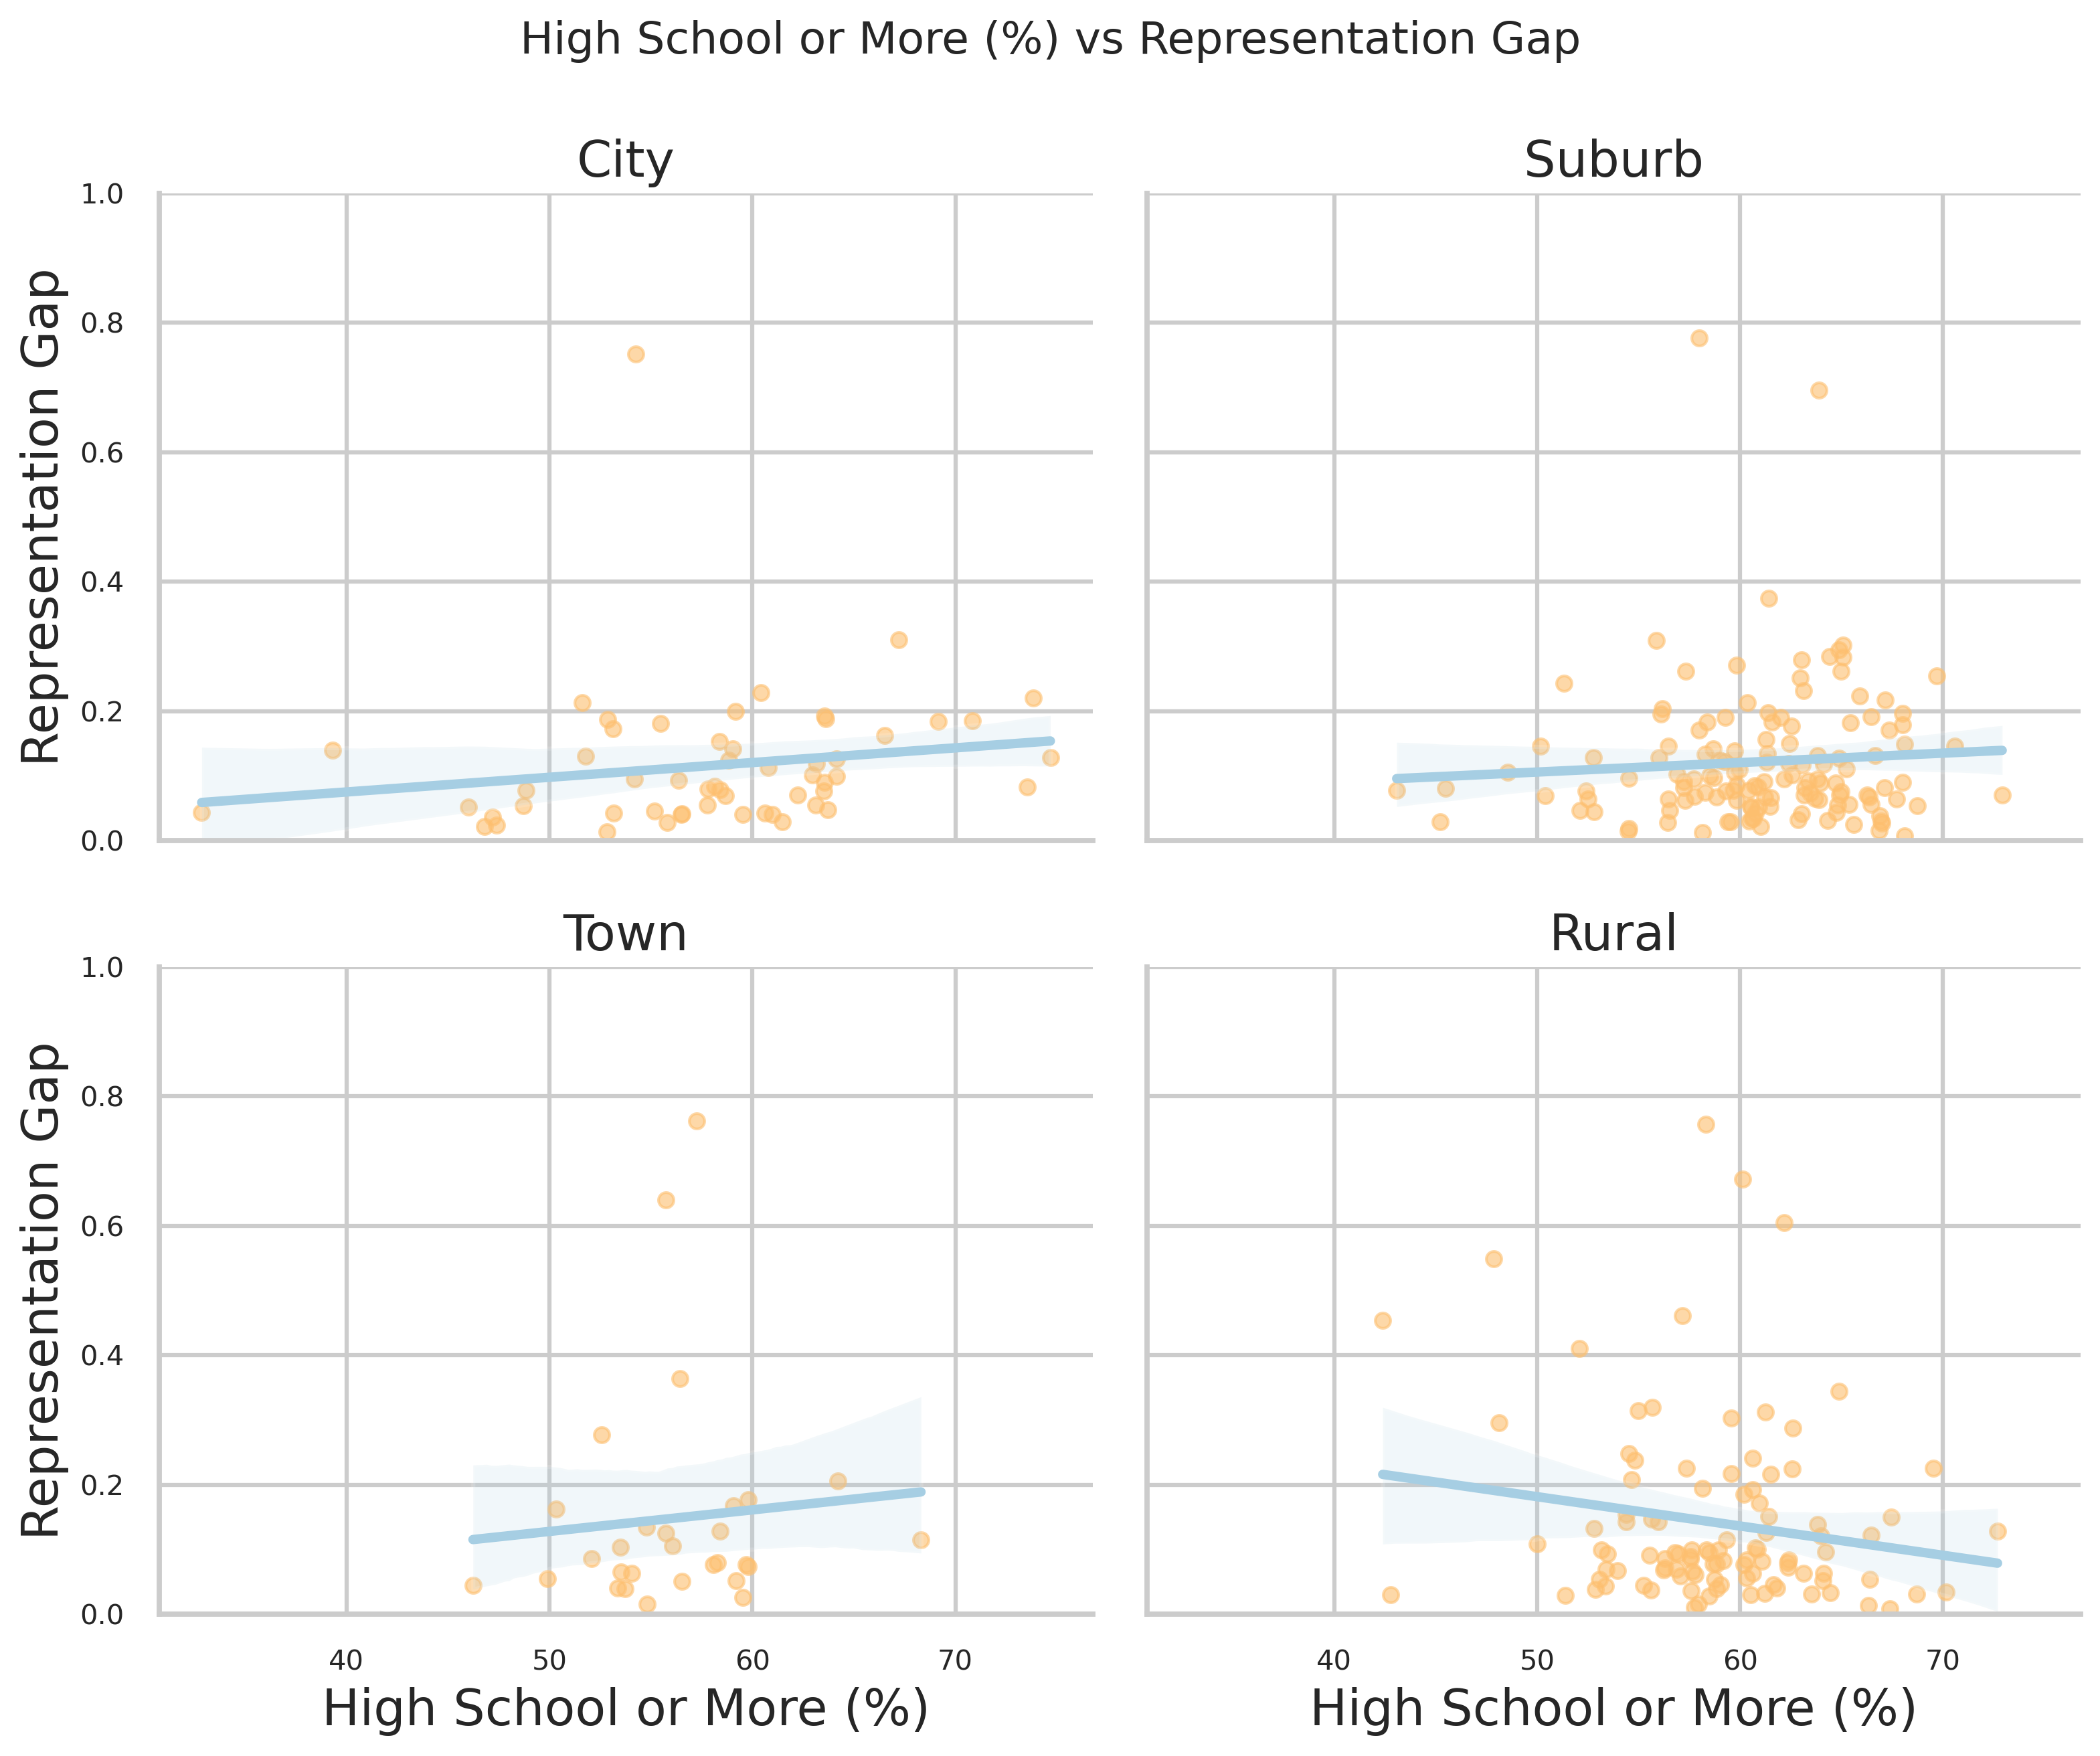 High School or More (%) vs Representation Gap
City
Suburb
1.0
0.8
0.6
0.4
0.2
0.0
Representation Gap
Town
Rural
1.0
0.8
0.6
0.4
0.2
0.0
Representation Gap
40 50 60 70
40 50 60 70
High School or More (%)
High School or More (%)